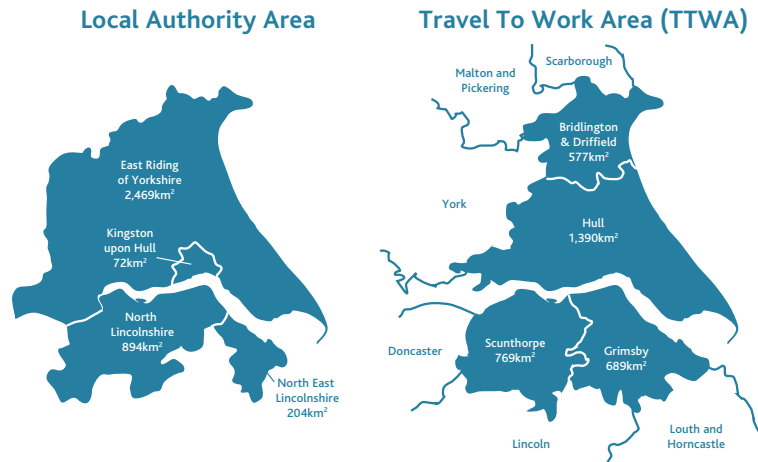 Local Authority Area
East Riding
of Yorkshire
2,469km²
Kingston
upon Hull
72km²
North
Lincolnshire
894km²
North East
Lincolnshire
204km²
Travel To Work Area (TTWA)
Scarborough
Malton and
Pickering
Bridlington
& Driffield
577km²
York
Hull
1,390km²
Doncaster
Scunthorpe
769km²
Grimsby
689km²
Lincoln
Louth and
Horncastle